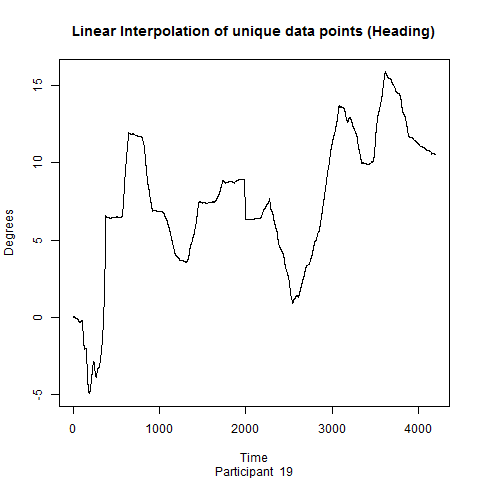 Linear Interpolation of unique data points (Heading)
Degrees
15
10
5
0
-5
0 1000 2000 3000 4000
Time
Participant 19